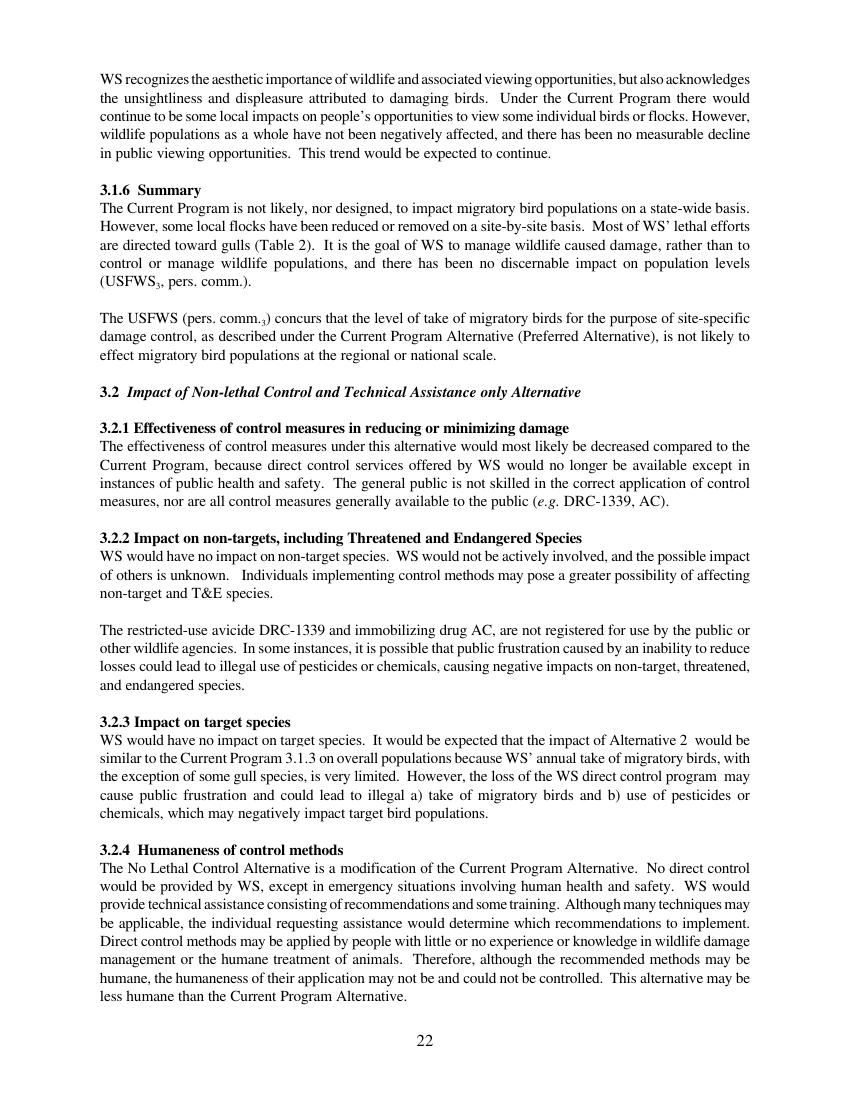 WS recognizes the aesthetic importance of wildlife and associated viewing opportunities, but also acknowledges
the unsightliness and displeasure attributed to damaging birds. Under the Current Program there would
continue to be some local impacts on people's opportunities to view some individual birds or flocks. However,
wildlife populations as a whole have not been negatively affected, and there has been no measurable decline
in public viewing opportunities. This trend would be expected to continue.
3.1.6 Summary
The Current Program is not likely, nor designed, to impact migratory bird populations on a state-wide basis.
However, some local flocks have been reduced or removed on a site-by-site basis. Most of WS' lethal efforts
are directed toward gulls (Table 2). It is the goal of WS to manage wildlife caused damage, rather than to
control or manage wildlife populations, and there has been no discernable impact on population levels
(USFWS₃, pers. comm.).
The USFWS (pers. comm.₃) concurs that the level of take of migratory birds for the purpose of site-specific
damage control, as described under the Current Program Alternative (Preferred Alternative), is not likely to
effect migratory bird populations at the regional or national scale.
3.2 Impact of Non-lethal Control and Technical Assistance only Alternative
3.2.1 Effectiveness of control measures in reducing or minimizing damage
The effectiveness of control measures under this alternative would most likely be decreased compared to the
Current Program, because direct control services offered by WS would no longer be available except in
instances of public health and safety. The general public is not skilled in the correct application of control
measures, nor are all control measures generally available to the public (e.g. DRC-1339, AC).
3.2.2 Impact on non-targets, including Threatened and Endangered Species
WS would have no impact on non-target species. WS would not be actively involved, and the possible impact
of others is unknown. Individuals implementing control methods may pose a greater possibility of affecting
non-target and T&E species.
The restricted-use avicide DRC-1339 and immobilizing drug AC, are not registered for use by the public or
other wildlife agencies. In some instances, it is possible that public frustration caused by an inability to reduce
losses could lead to illegal use of pesticides or chemicals, causing negative impacts on non-target, threatened,
and endangered species.
3.2.3 Impact on target species
WS would have no impact on target species. It would be expected that the impact of Alternative 2 would be
similar to the Current Program 3.1.3 on overall populations because WS' annual take of migratory birds, with
the exception of some gull species, is very limited. However, the loss of the WS direct control program may
cause public frustration and could lead to illegal a) take of migratory birds and b) use of pesticides or
chemicals, which may negatively impact target bird populations.
3.2.4 Humaneness of control methods
The No Lethal Control Alternative is a modification of the Current Program Alternative. No direct control
would be provided by WS, except in emergency situations involving human health and safety. WS would
provide technical assistance consisting of recommendations and some training. Although many techniques may
be applicable, the individual requesting assistance would determine which recommendations to implement.
Direct control methods may be applied by people with little or no experience or knowledge in wildlife damage
management or the humane treatment of animals. Therefore, although the recommended methods may be
humane, the humaneness of their application may not be and could not be controlled. This alternative may be
less humane than the Current Program Alternative.
22